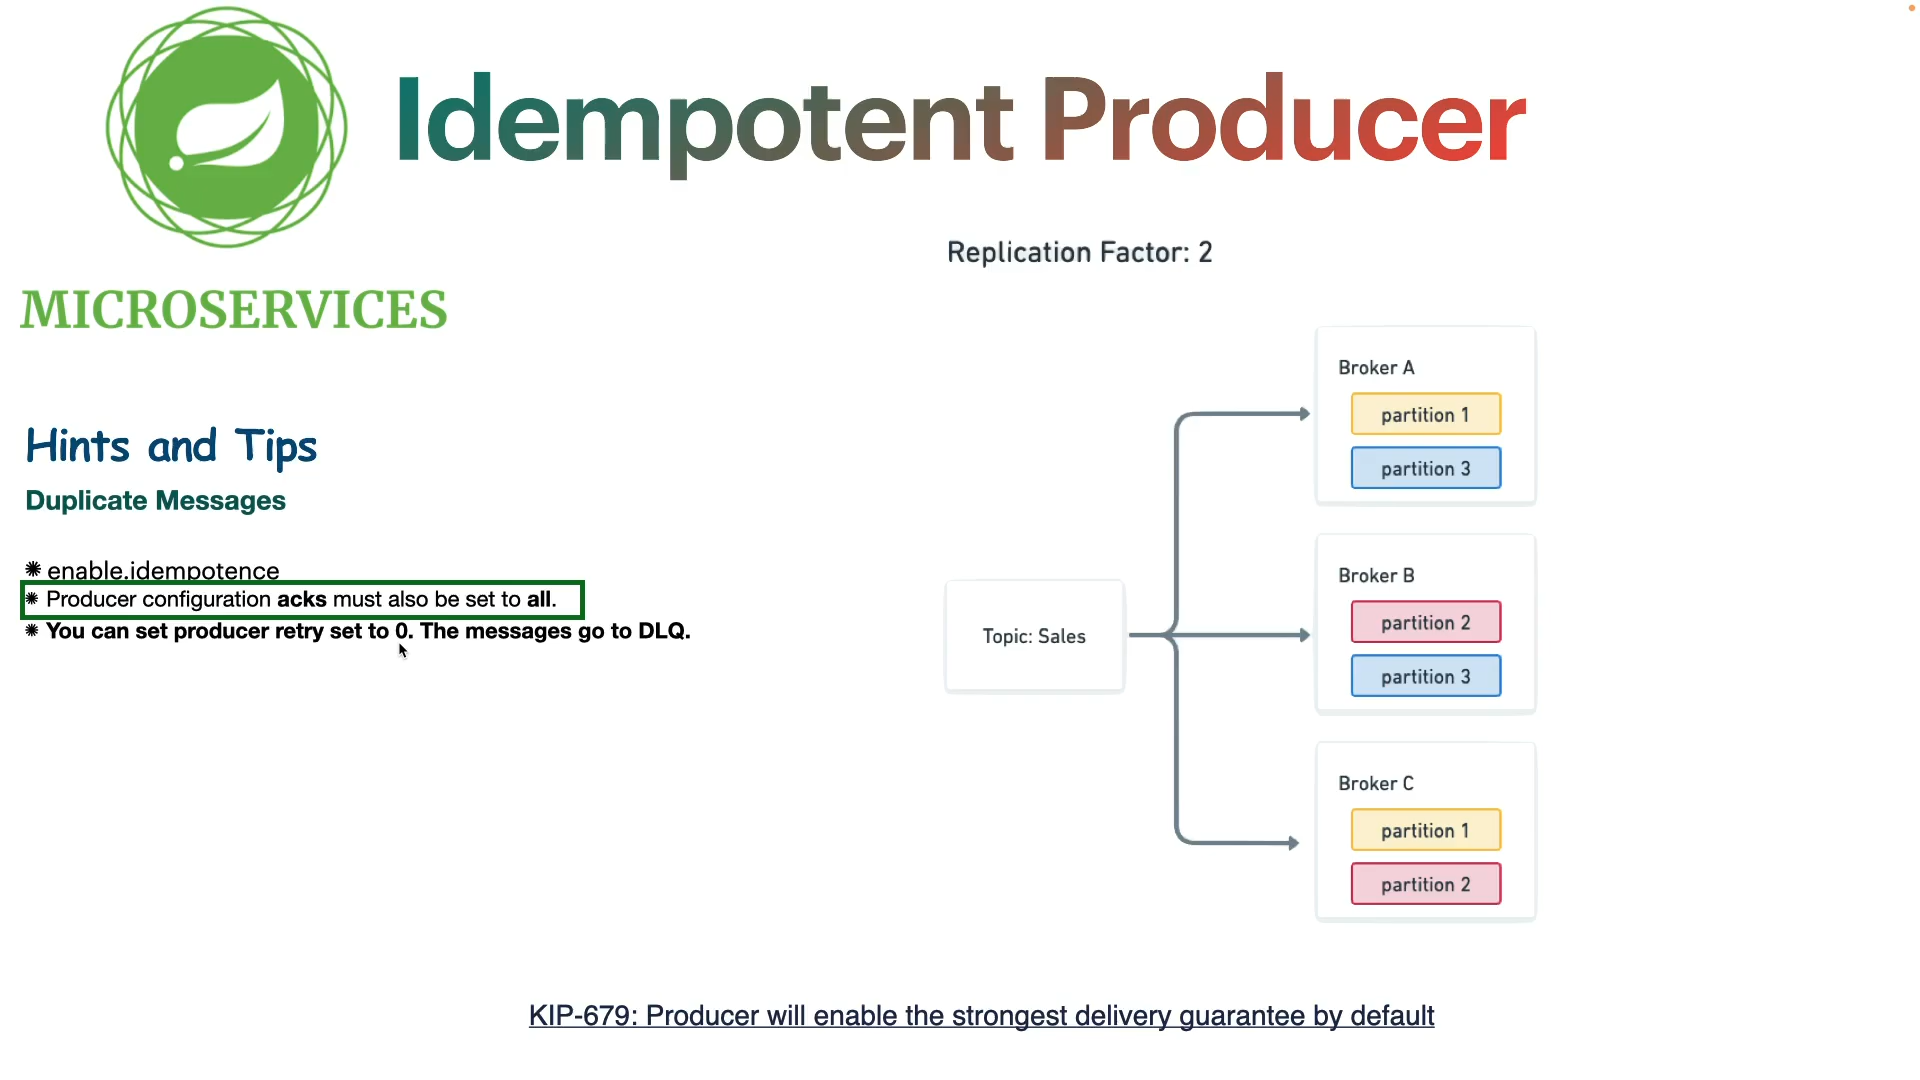 Idempotent Producer
MICROSERVICES
Replication Factor: 2
Hints and Tips
Duplicate Messages
✺ enable.idempotence
✺ Producer configuration acks must also be set to all.
✺ You can set producer retry set to 0. The messages go to DLQ.
Topic: Sales
Broker A
partition 1
partition 3
Broker B
partition 2
partition 3
Broker C
partition 1
partition 2
KIP-679: Producer will enable the strongest delivery guarantee by default